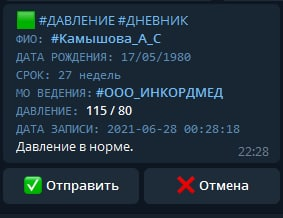 #ДАВЛЕНИЕ #ДНЕВНИК
ФИО: #Камышова_А_С
ДАТА РОЖДЕНИЯ: 17/05/1980
СРОК: 27 недель
МО ВЕДЕНИЯ: #ООО_ИНКОРДМЕД
ДАВЛЕНИЕ: 115 / 80
ДАТА ЗАПИСИ: 2021-06-28 00:28:18
Давление в норме.
22:28
Отправить
Отмена